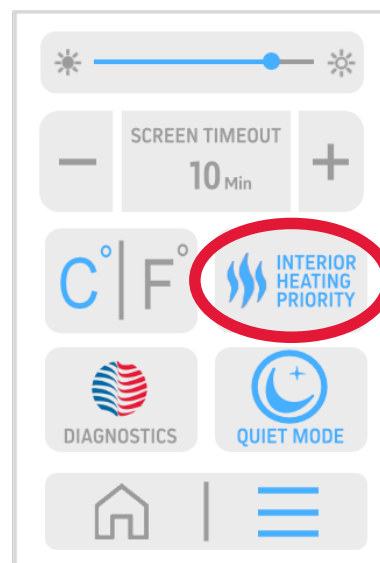 SCREEN TIMEOUT
10 Min
C° | F°
INTERIOR
HEATING
PRIORITY
DIAGNOSTICS
QUIET MODE